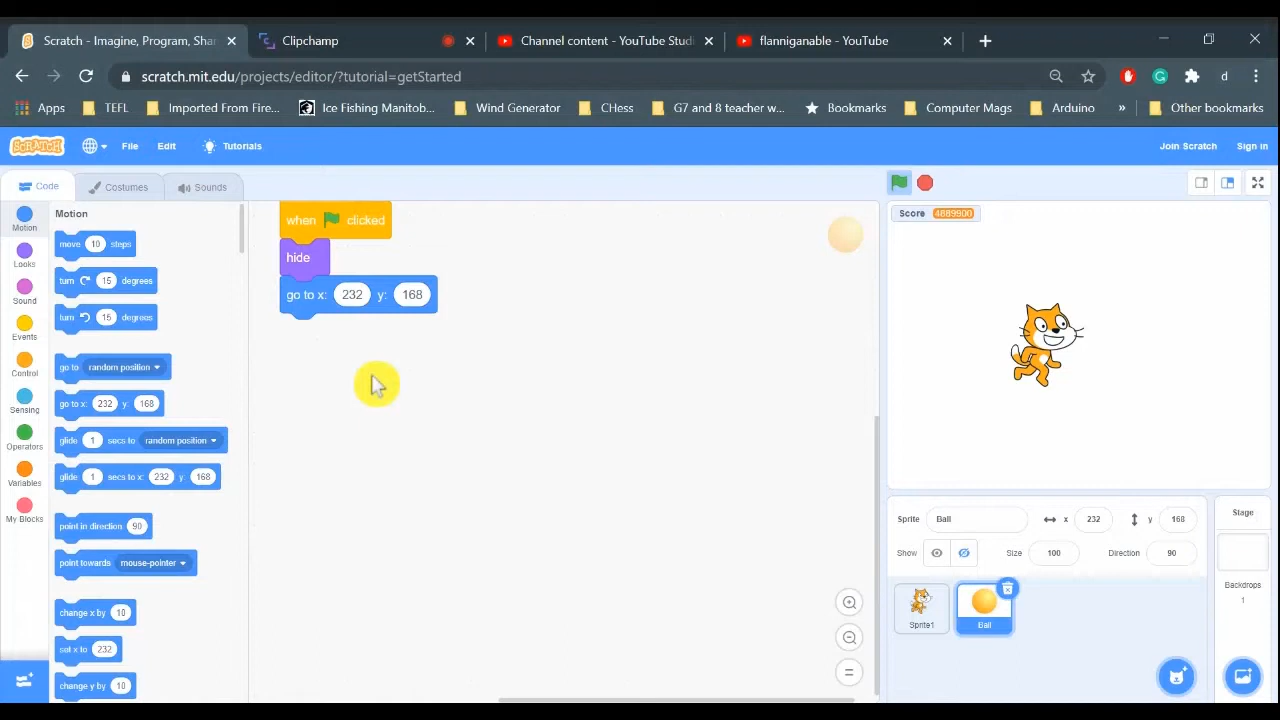 Scratch - Imagine, Program, Sha
Clipchamp
Channel content - YouTube Studi
flanniganable - YouTube
scratch.mit.edu/projects/editor/?tutorial=getStarted
d
Apps
TEFL
Imported From Fire...
Ice Fishing Manitob...
Wind Generator
CHess
G7 and 8 teacher w...
Bookmarks
Computer Mags
Arduino
»
Other bookmarks
SCRATCH
File
Edit
Tutorials
Join Scratch
Sign in
Code
Costumes
Sounds
Motion
Looks
Sound
Events
Control
Sensing
Operators
Variables
My Blocks
Motion
move 10 steps
turn 15 degrees
turn 15 degrees
go to random position
go to x: 232 y: 168
glide 1 secs to random position
glide 1 secs to x: 232 y: 168
point in direction 90
point towards mouse-pointer
change x by 10
set x to 232
change y by 10
when clicked
hide
go to x: 232 y: 168
Score 4889900
Sprite Ball x 232 y 168
Show Size 100 Direction 90
Sprite1
Ball
Stage
Backdrops
1